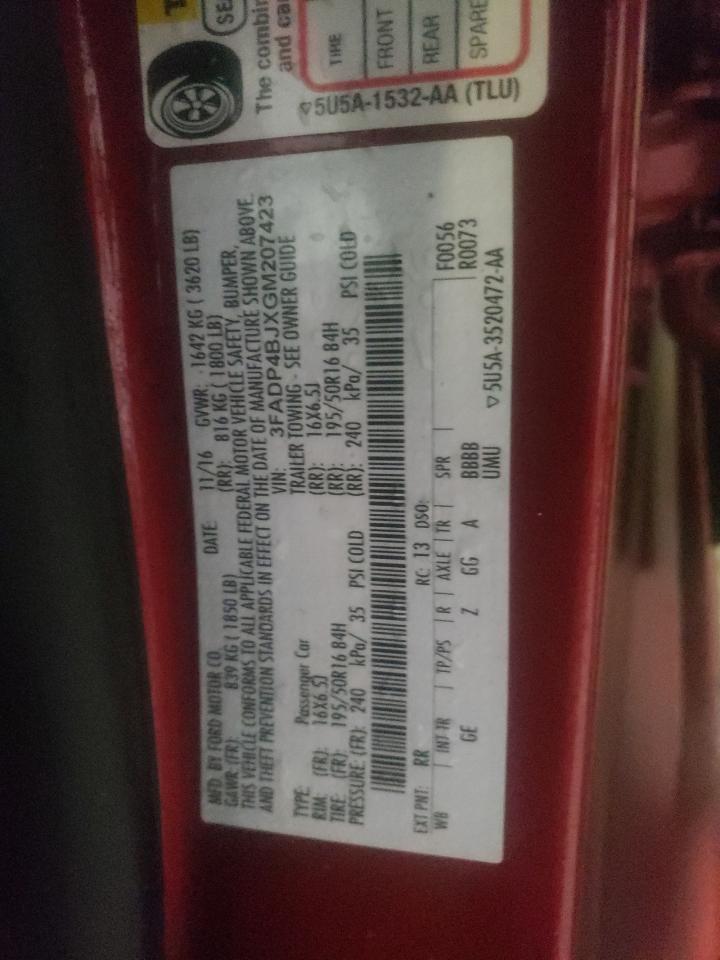 SE
The combin
and ca
TIRE
FRONT
REAR
SPARE
5U5A-1532-AA (TLU)
MFD BY FORD MOTOR CO. DATE: 11/16 GVWR: 1642 KG ( 3620 LB)
GAWR: (FR): 839 KG ( 1850 LB) (RR): 816 KG ( 1800 LB)
THIS VEHICLE CONFORMS TO ALL APPLICABLE FEDERAL MOTOR VEHICLE SAFETY, BUMPER,
AND THEFT PREVENTION STANDARDS IN EFFECT ON THE DATE OF MANUFACTURE SHOWN ABOVE.
VIN: 3FADP4BJXGM207423
TYPE: Passenger Car TRAILER TOWING - SEE OWNER GUIDE
RIM: (FR): 16X6.5J (RR): 16X6.5J
TIRE: (FR): 195/50R16 84H (RR): 195/50R16 84H
PRESSURE: (FR): 240 kPa/ 35 PSI COLD (RR): 240 kPa/ 35 PSI COLD
EXT PNT: RR RC: 13 DSO:
WB | INT TR | TP/PS | R | AXLE | TR | SPR | F0056
GE Z GG A BBBB R0073
UMU 5U5A-3520472-AA